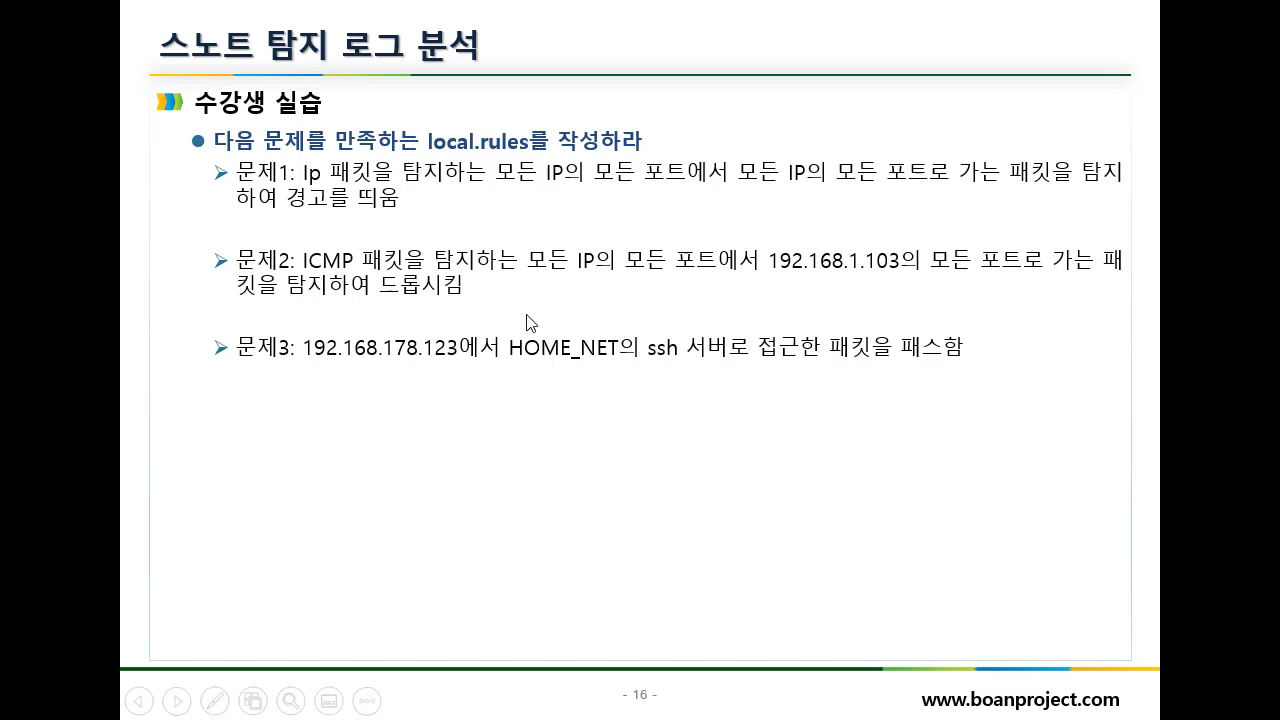 스노트 탐지 로그 분석
수강생 실습
다음 문제를 만족하는 local.rules를 작성하라
문제1: Ip 패킷을 탐지하는 모든 IP의 모든 포트에서 모든 IP의 모든 포트로 가는 패킷을 탐지
하여 경고를 띄움
문제2: ICMP 패킷을 탐지하는 모든 IP의 모든 포트에서 192.168.1.103의 모든 포트로 가는 패
킷을 탐지하여 드롭시킴
문제3: 192.168.178.123에서 HOME_NET의 ssh 서버로 접근한 패킷을 패스함
- 16 -
www.boanproject.com